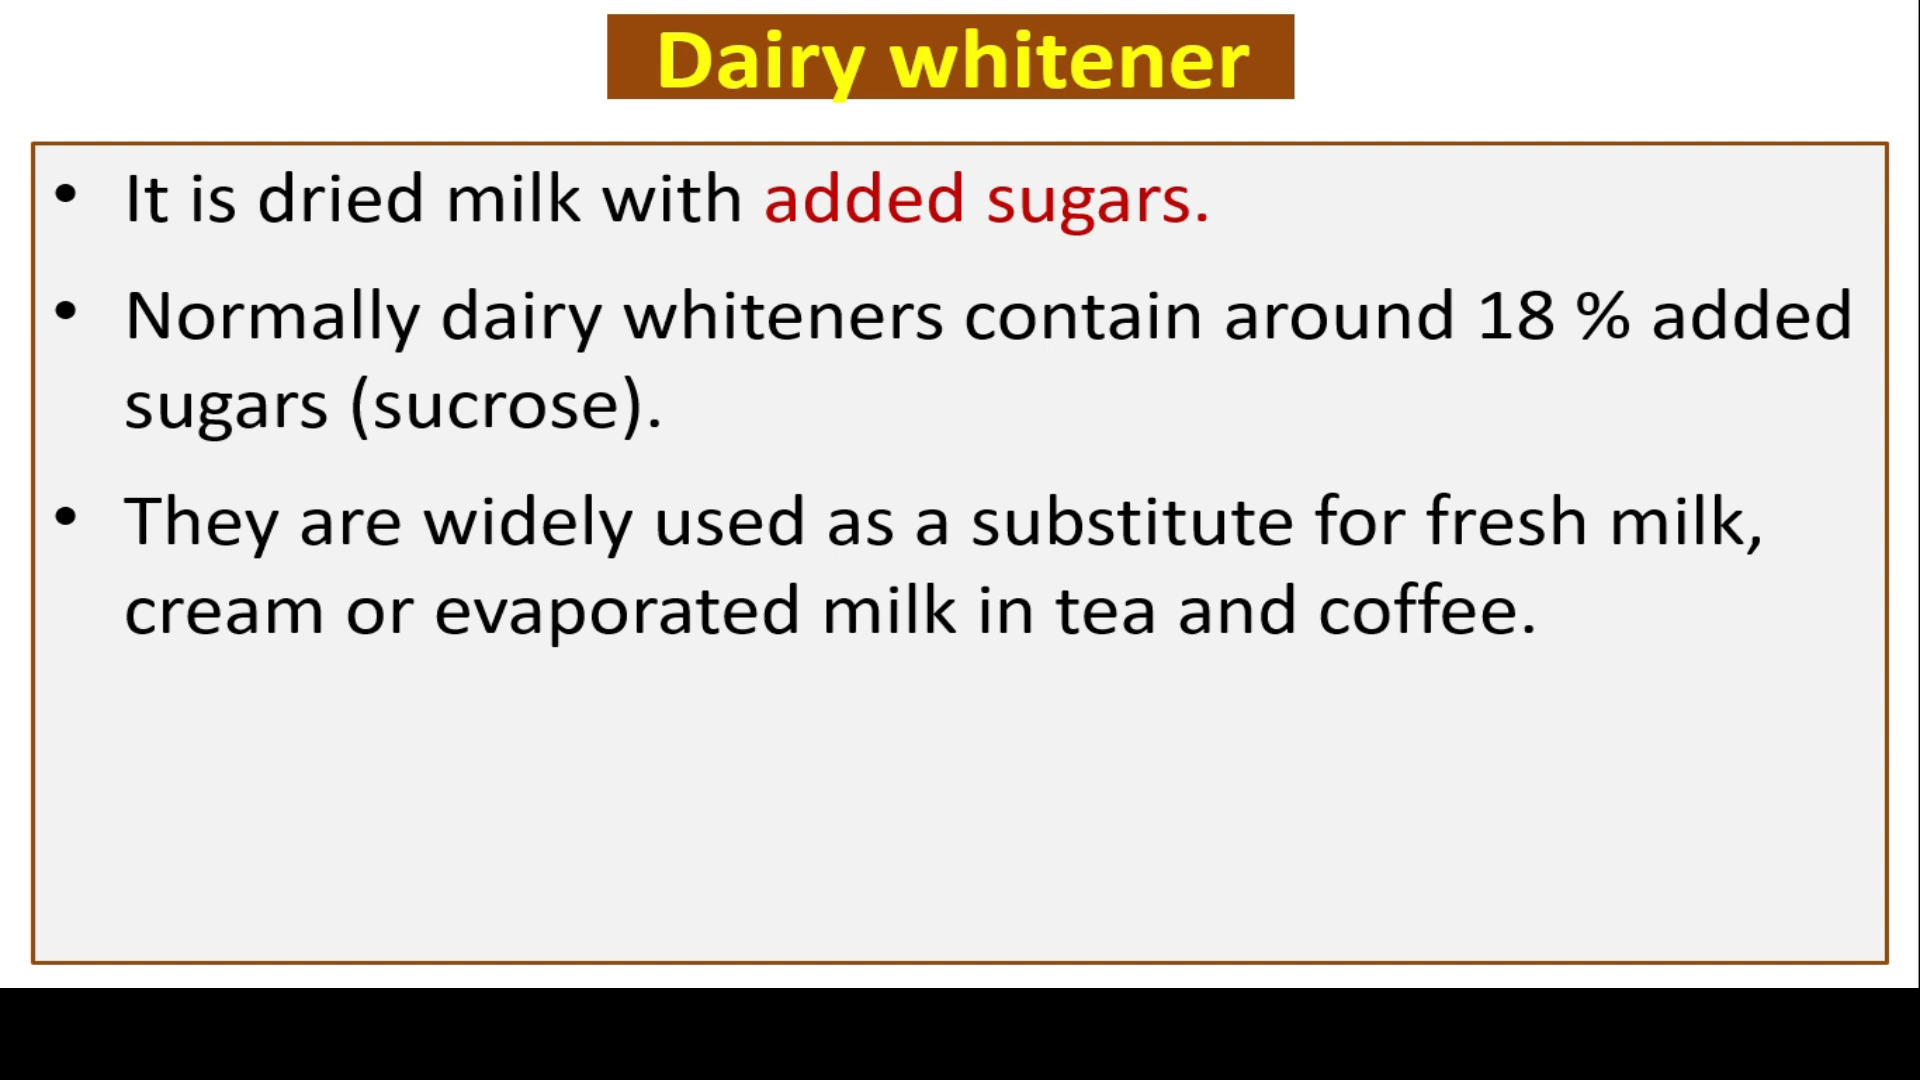 Dairy whitener
• It is dried milk with added sugars.
• Normally dairy whiteners contain around 18 % added
sugars (sucrose).
• They are widely used as a substitute for fresh milk,
cream or evaporated milk in tea and coffee.